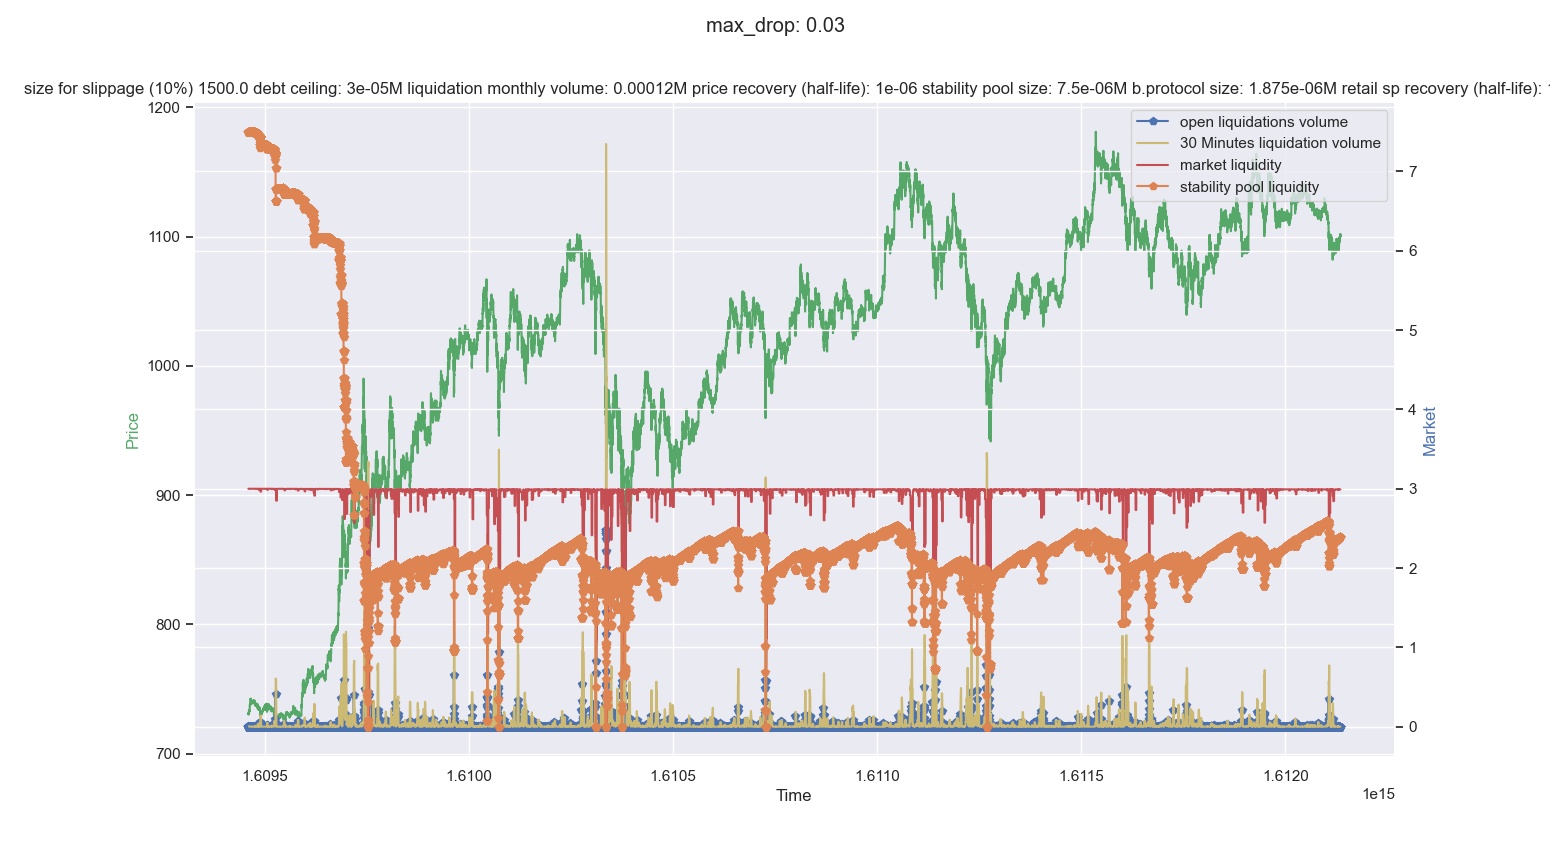 max_drop: 0.03
size for slippage (10%) 1500.0 debt ceiling: 3e-05M liquidation monthly volume: 0.00012M price recovery (half-life): 1e-06 stability pool size: 7.5e-06M b.protocol size: 1.875e-06M retail sp recovery (half-life):
1200
1100
1000
900
800
700
Price
open liquidations volume
30 Minutes liquidation volume
market liquidity
stability pool liquidity
7
6
5
4
3
2
1
0
Market
1.6095
1.6100
1.6105
1.6110
1.6115
1.6120
1e15
Time